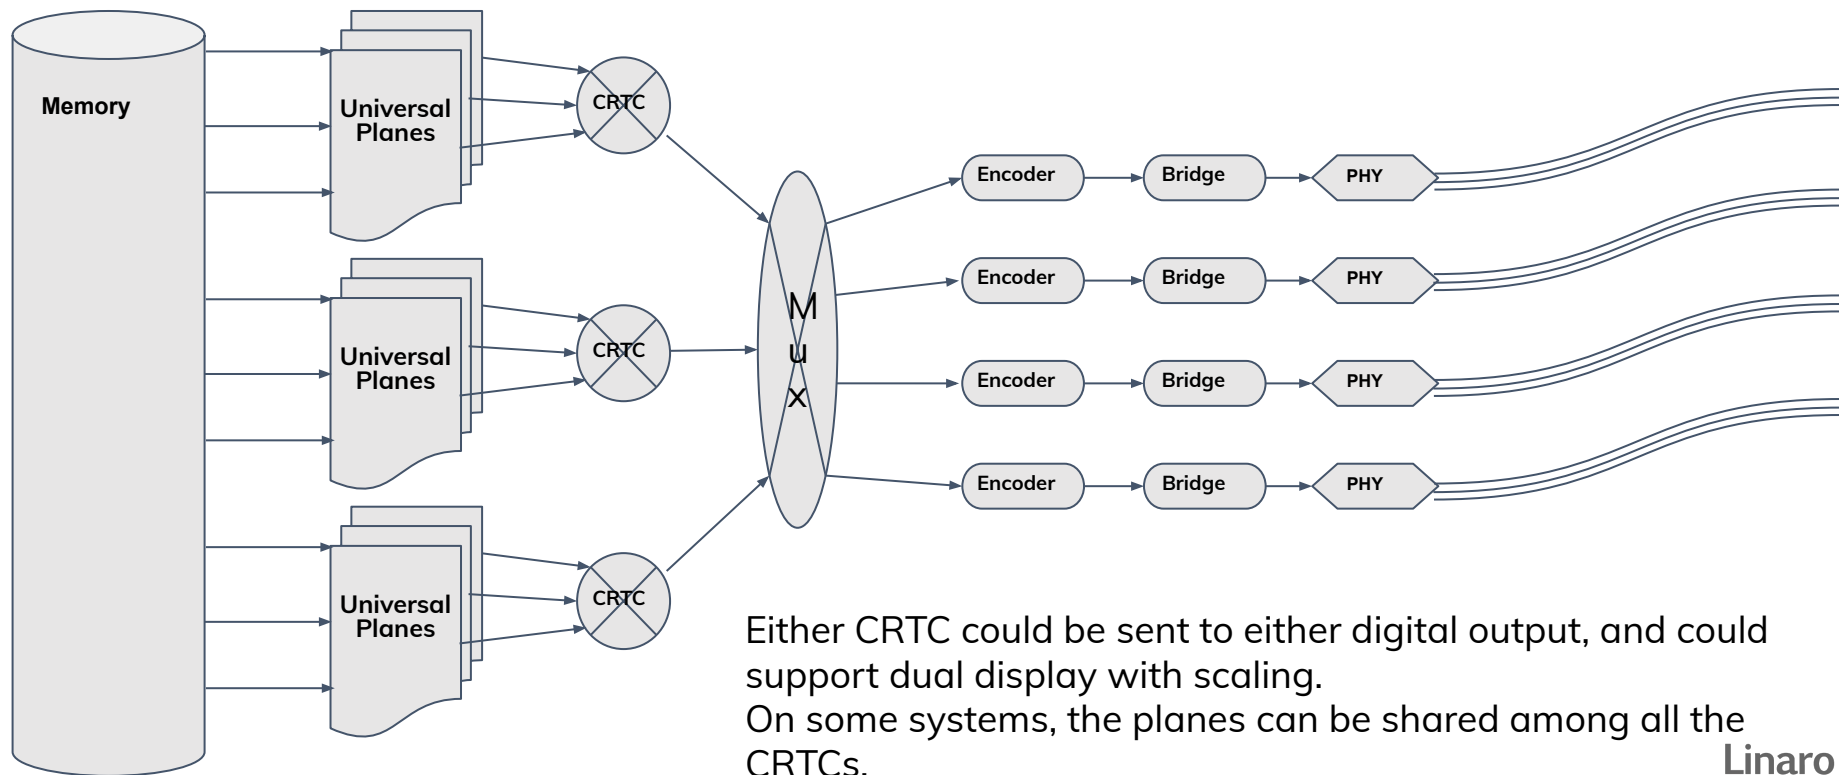 Memory
Universal
Planes
CRTC
Universal
Planes
CRTC
Universal
Planes
CRTC
M
u
x
Encoder
Bridge
PHY
Encoder
Bridge
PHY
Encoder
Bridge
PHY
Encoder
Bridge
PHY
Either CRTC could be sent to either digital output, and could
support dual display with scaling.
On some systems, the planes can be shared among all the
CRTCs.
Linaro